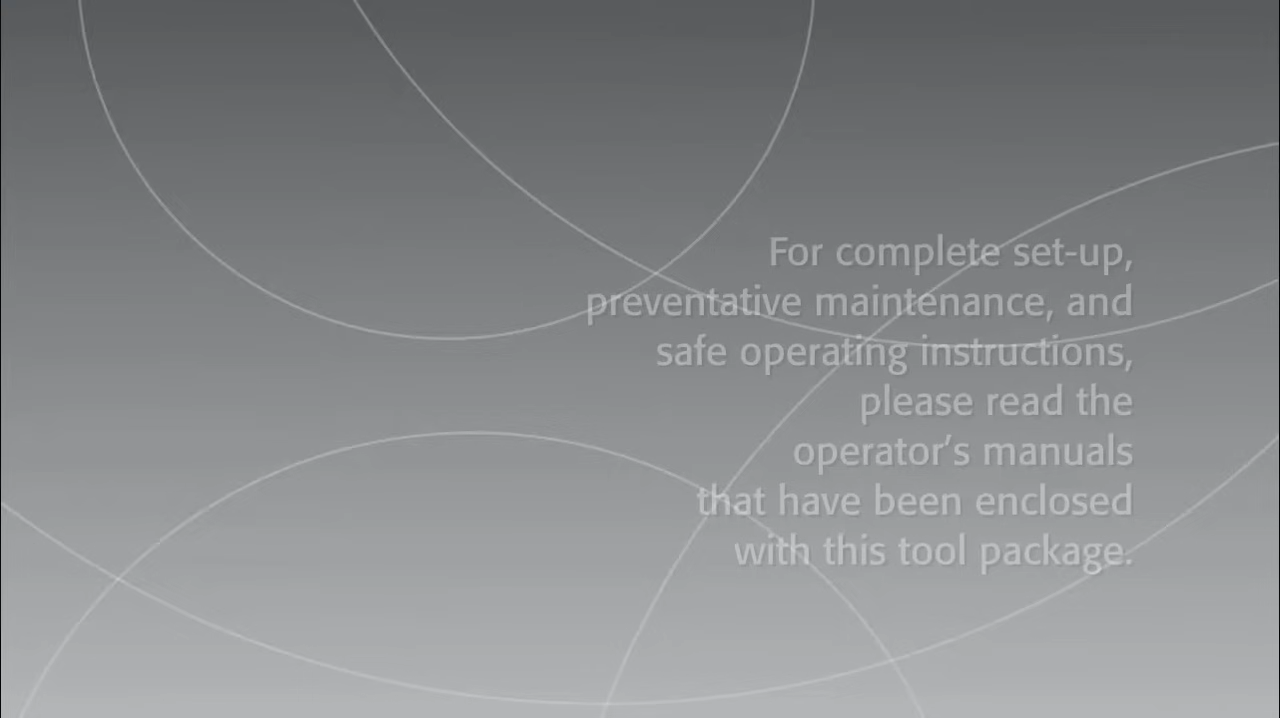 For complete set-up,
preventative maintenance, and
safe operating instructions,
please read the
operator’s manuals
that have been enclosed
with this tool package.